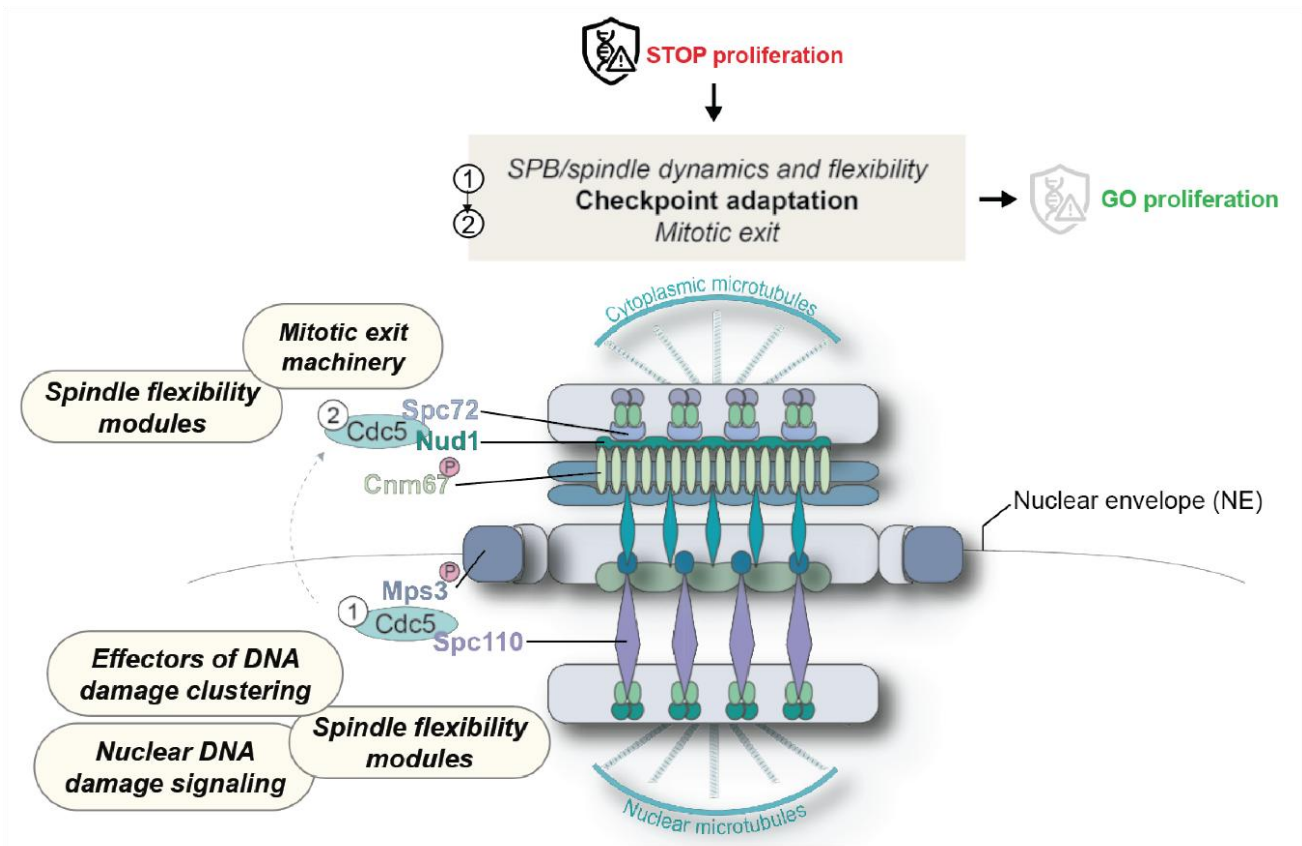 STOP proliferation
1
2
SPB/spindle dynamics and flexibility
Checkpoint adaptation
Mitotic exit
GO proliferation
Cytoplasmic microtubules
Mitotic exit
machinery
Spindle flexibility
modules
2
Cdc5
Spc72
Nud1
P
Cnm67
Nuclear envelope (NE)
P
Mps3
1
Cdc5
Spc110
Effectors of DNA
damage clustering
Spindle flexibility
modules
Nuclear DNA
damage signaling
Nuclear microtubules